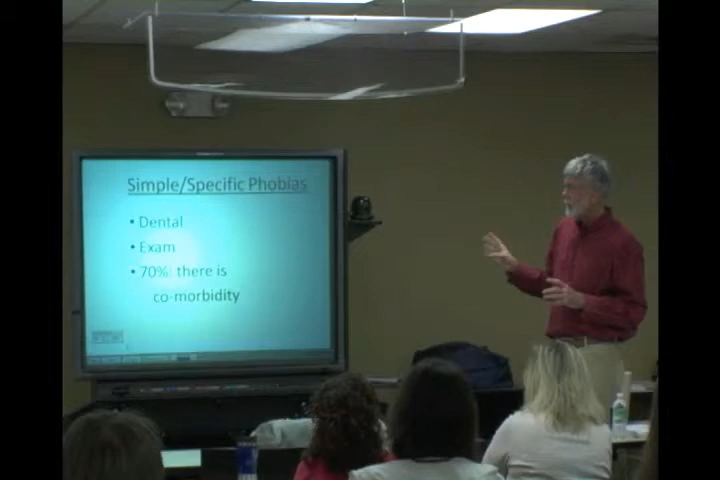 Simple/Specific Phobias
• Dental
• Exam
• 70%: there is
co-morbidity